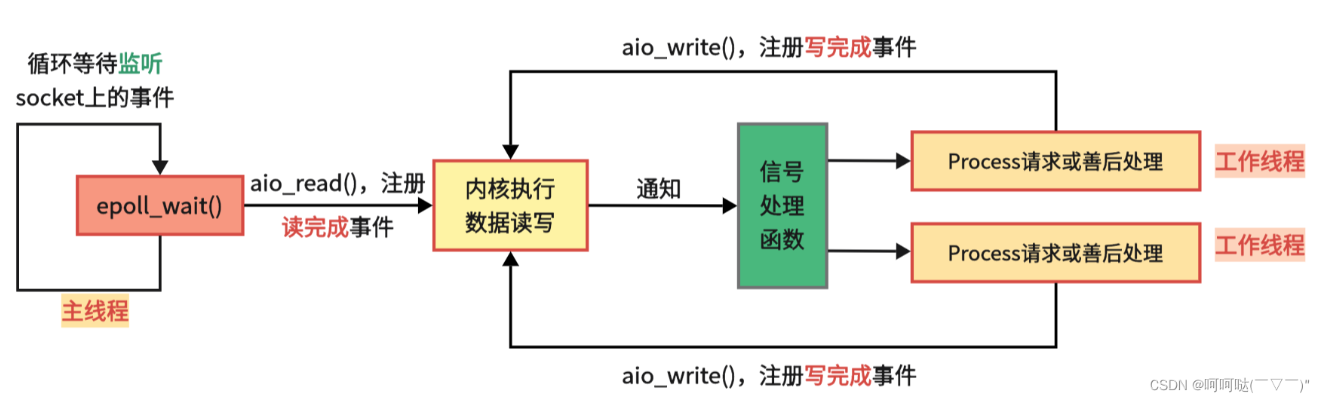 循环等待监听
socket上的事件
epoll_wait()
主线程
aio_read()，注册
读完成事件
aio_write()，注册写完成事件
内核执行
数据读写
通知
信号
处理
函数
Process请求或善后处理
工作线程
Process请求或善后处理
工作线程
aio_write()，注册写完成事件
CSDN @呵呵哒(￣▽￣)"